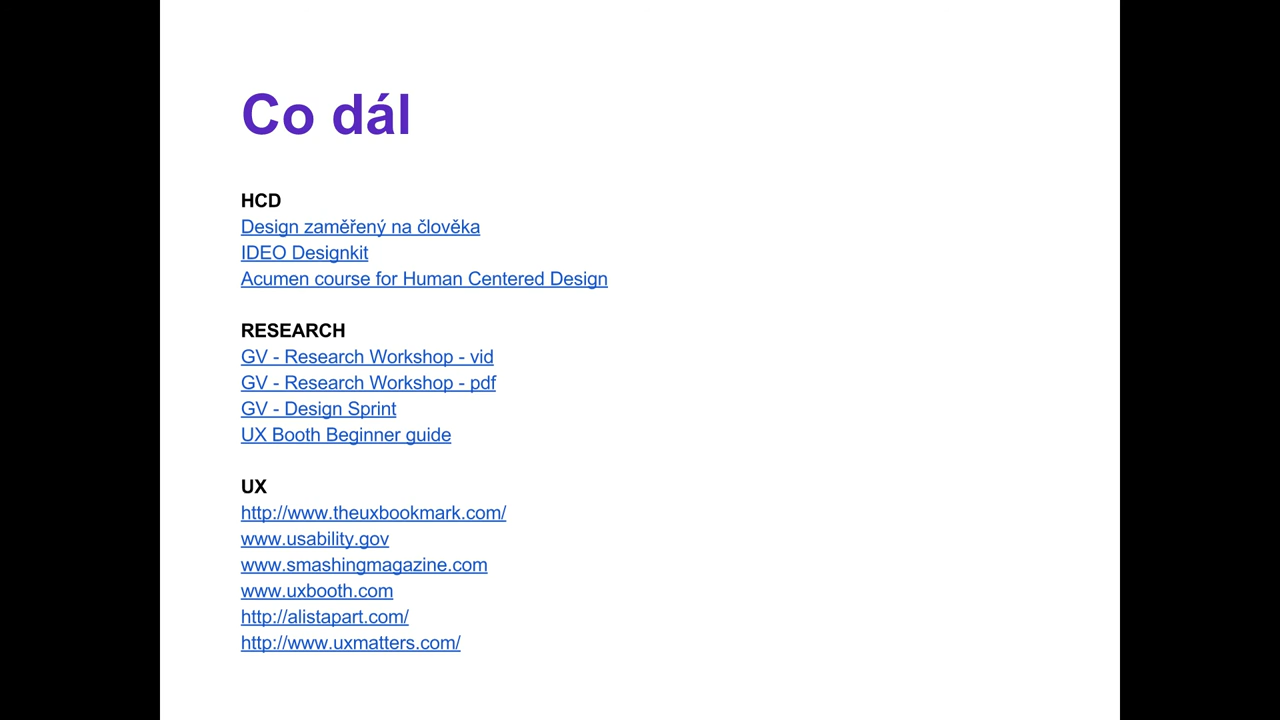 Co dál
HCD
Design zaměřený na člověka
IDEO Designkit
Acumen course for Human Centered Design
RESEARCH
GV - Research Workshop - vid
GV - Research Workshop - pdf
GV - Design Sprint
UX Booth Beginner guide
UX
http://www.theuxbookmark.com/
www.usability.gov
www.smashingmagazine.com
www.uxbooth.com
http://alistapart.com/
http://www.uxmatters.com/